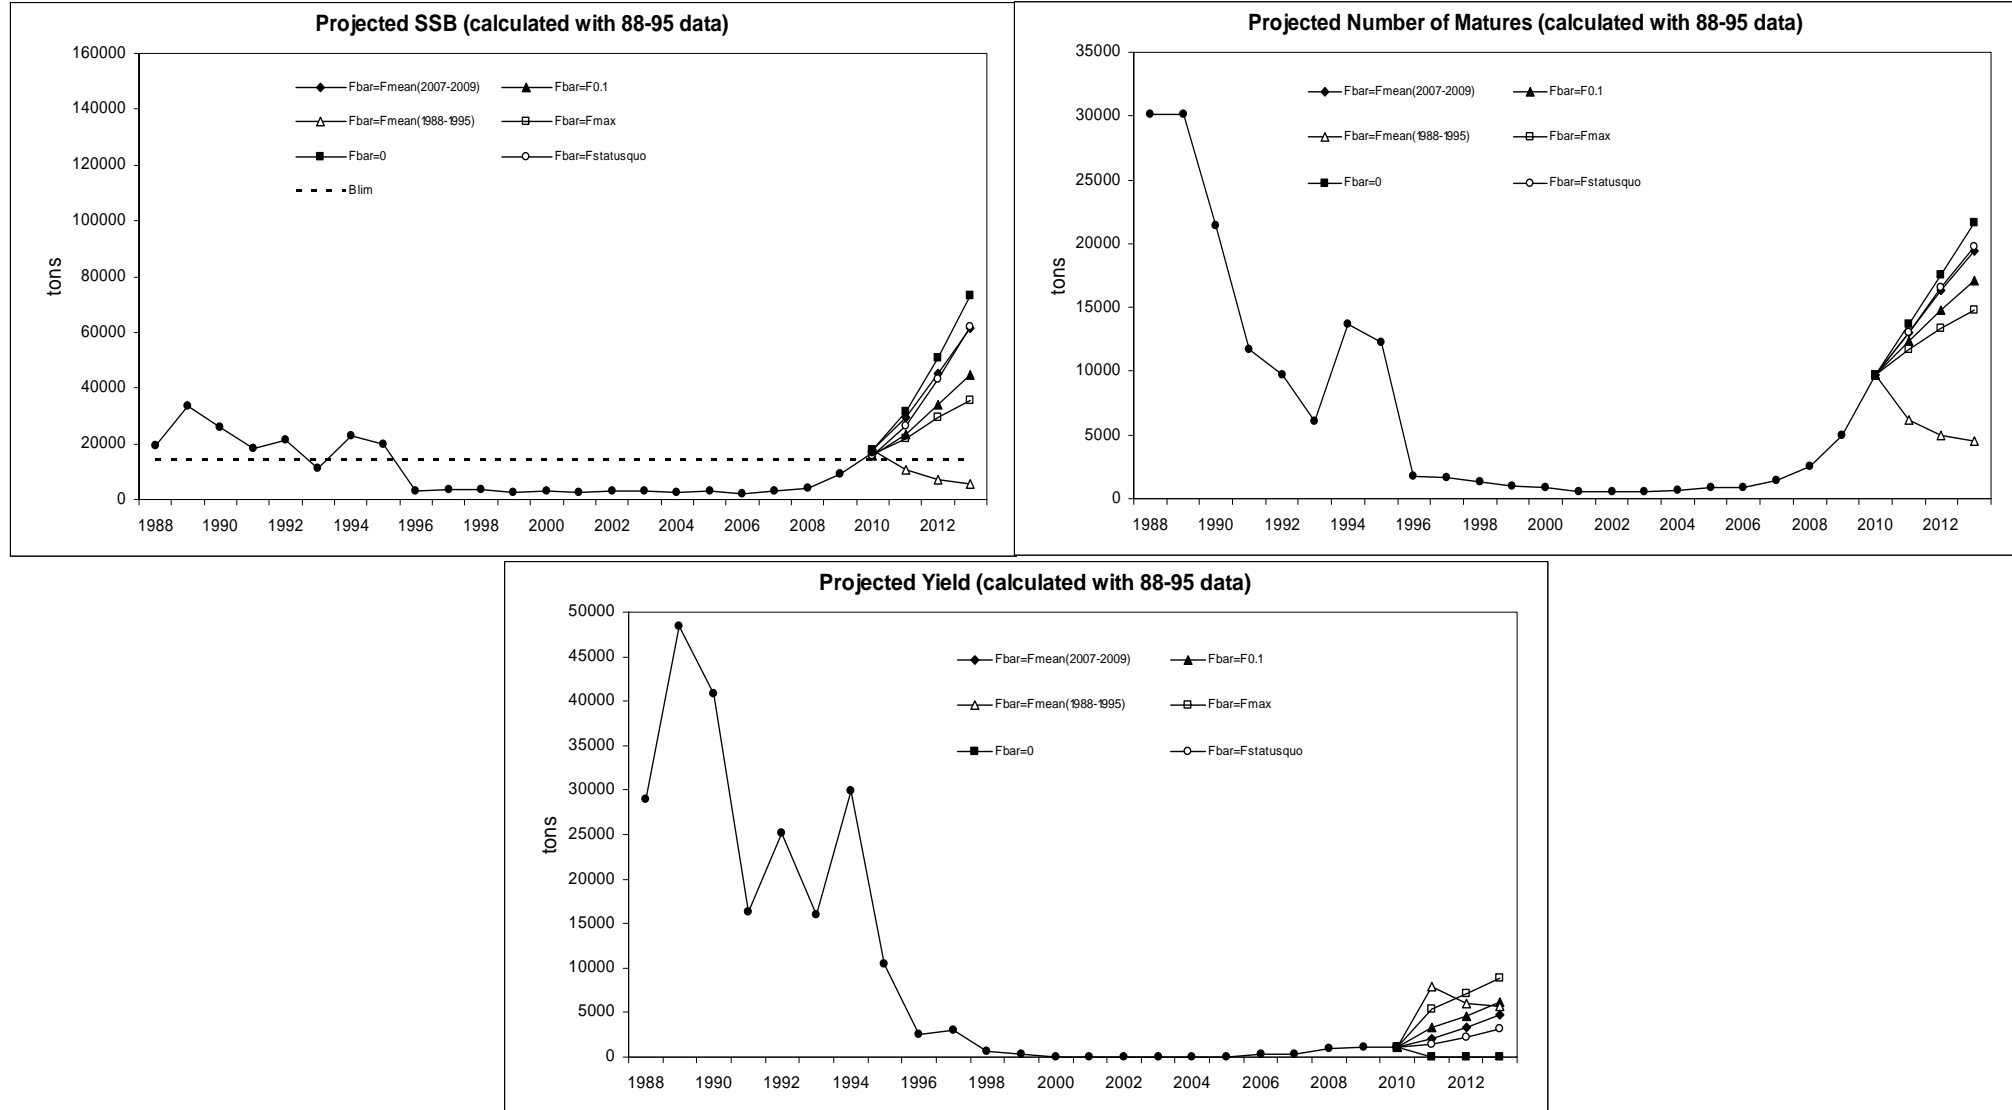 Projected SSB (calculated with 88-95 data)
160000
140000
120000
100000
80000
60000
40000
20000
0
tons
Fbar=Fmean(2007-2009)
Fbar=F0.1
Fbar=Fmean(1988-1995)
Fbar=Fmax
Fbar=0
Fbar=Fstatusquo
Blim
1988 1990 1992 1994 1996 1998 2000 2002 2004 2006 2008 2010 2012
Projected Number of Matures (calculated with 88-95 data)
35000
30000
25000
20000
15000
10000
5000
0
tons
Fbar=Fmean(2007-2009)
Fbar=F0.1
Fbar=Fmean(1988-1995)
Fbar=Fmax
Fbar=0
Fbar=Fstatusquo
1988 1990 1992 1994 1996 1998 2000 2002 2004 2006 2008 2010 2012
Projected Yield (calculated with 88-95 data)
50000
45000
40000
35000
30000
25000
20000
15000
10000
5000
0
tons
Fbar=Fmean(2007-2009)
Fbar=F0.1
Fbar=Fmean(1988-1995)
Fbar=Fmax
Fbar=0
Fbar=Fstatusquo
1988 1990 1992 1994 1996 1998 2000 2002 2004 2006 2008 2010 2012